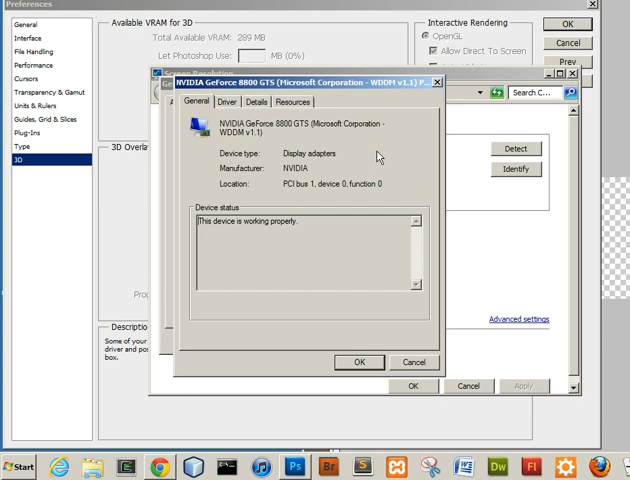 Preferences
General
Interface
File Handling
Performance
Cursors
Transparency & Gamut
Units & Rulers
Guides, Grid & Slices
Plug-Ins
Type
3D
Available VRAM for 3D
Total Available VRAM: 289 MB
Let Photoshop Use: MB (0%)
Interactive Rendering
OpenGL
Allow Direct To Screen
OK
Cancel
Prev
Screen Resolution
Search C...
NVIDIA GeForce 8800 GTS (Microsoft Corporation - WDDM v1.1) P...
General
Driver
Details
Resources
NVIDIA GeForce 8800 GTS (Microsoft Corporation -
WDDM v1.1)
Device type: Display adapters
Manufacturer: NVIDIA
Location: PCI bus 1, device 0, function 0
Device status
This device is working properly.
OK
Cancel
Detect
Identify
Advanced settings
OK
Cancel
Apply
3D Overlay
Descriptio
Some of your
driver and po
box.
Start
Ps
Br
S
W
Dw
Fl